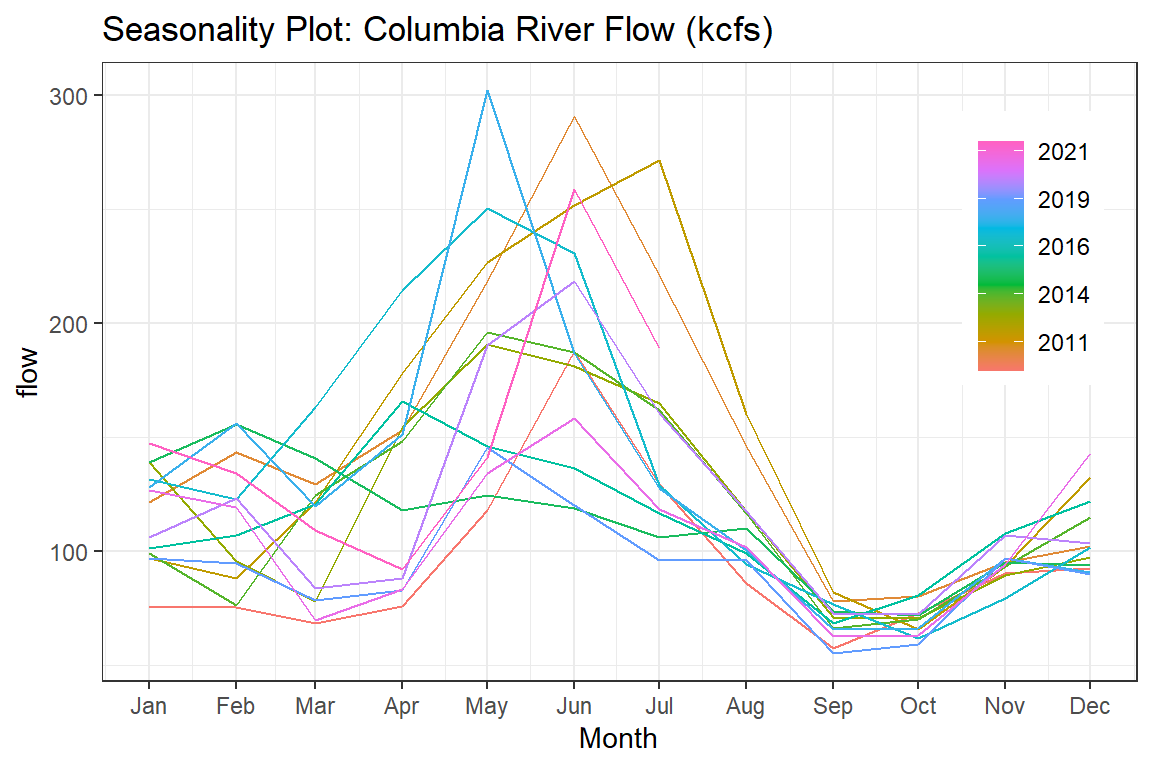 Seasonality Plot: Columbia River Flow (kcfs)
300
200
100
flow
2021
2019
2016
2014
2011
Jan Feb Mar Apr May Jun Jul Aug Sep Oct Nov Dec
Month